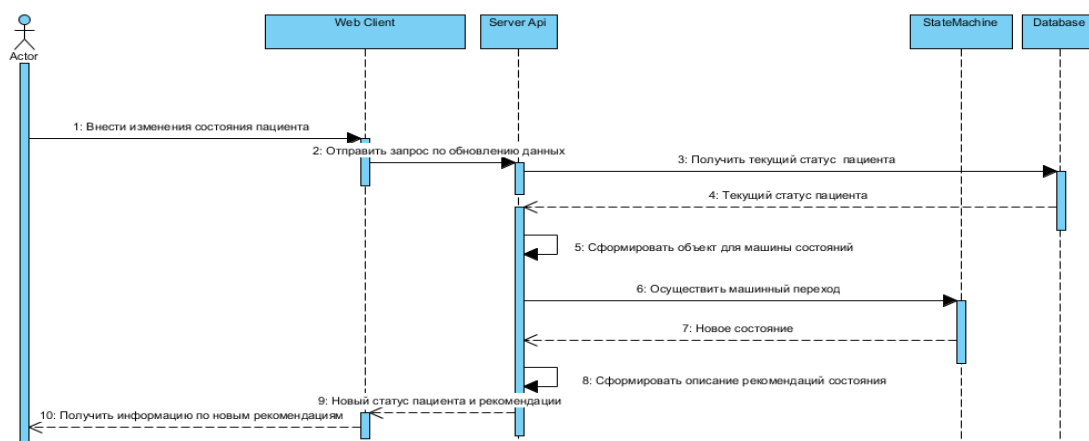 Actor
Web Client
Server Api
StateMachine
Database
1: Внести изменения состояния пациента
2: Отправить запрос по обновлению данных
3: Получить текущий статус пациента
4: Текущий статус пациента
5: Сформировать объект для машины состояний
6: Осуществить машинный переход
7: Новое состояние
8: Сформировать описание рекомендаций состояния
9: Новый статус пациента и рекомендации
10: Получить информацию по новым рекомендациям